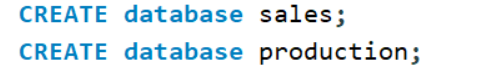 CREATE database sales;
CREATE database production;